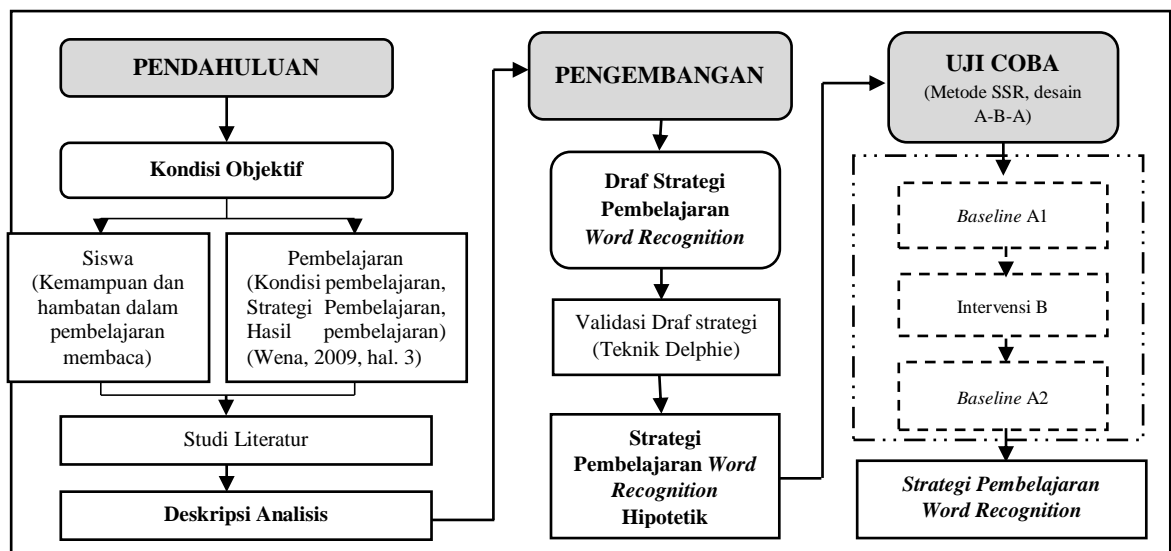 PENDAHULUAN
Kondisi Objektif
Siswa
(Kemampuan dan
hambatan dalam
pembelajaran
membaca)
Pembelajaran
(Kondisi pembelajaran,
Strategi Pembelajaran,
Hasil pembelajaran)
(Wena, 2009, hal. 3)
Studi Literatur
Deskripsi Analisis
PENGEMBANGAN
Draf Strategi
Pembelajaran
Word Recognition
Validasi Draf strategi
(Teknik Delphie)
Strategi
Pembelajaran Word
Recognition
Hipotetik
UJI COBA
(Metode SSR, desain
A-B-A)
Baseline A1
Intervensi B
Baseline A2
Strategi Pembelajaran
Word Recognition